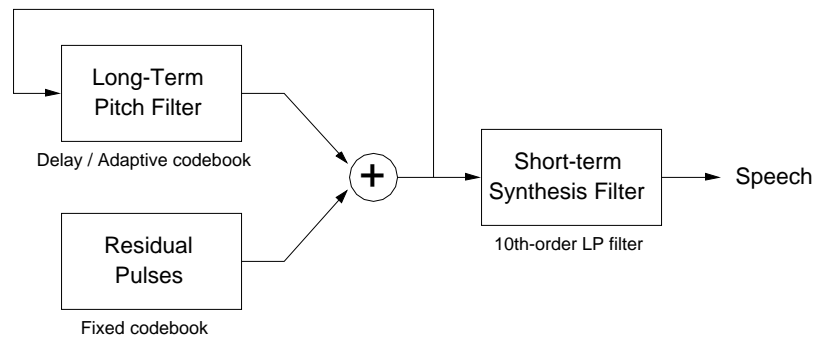 Long-Term
Pitch Filter
Delay / Adaptive codebook
+
Short-term
Synthesis Filter
10th-order LP filter
Speech
Residual
Pulses
Fixed codebook